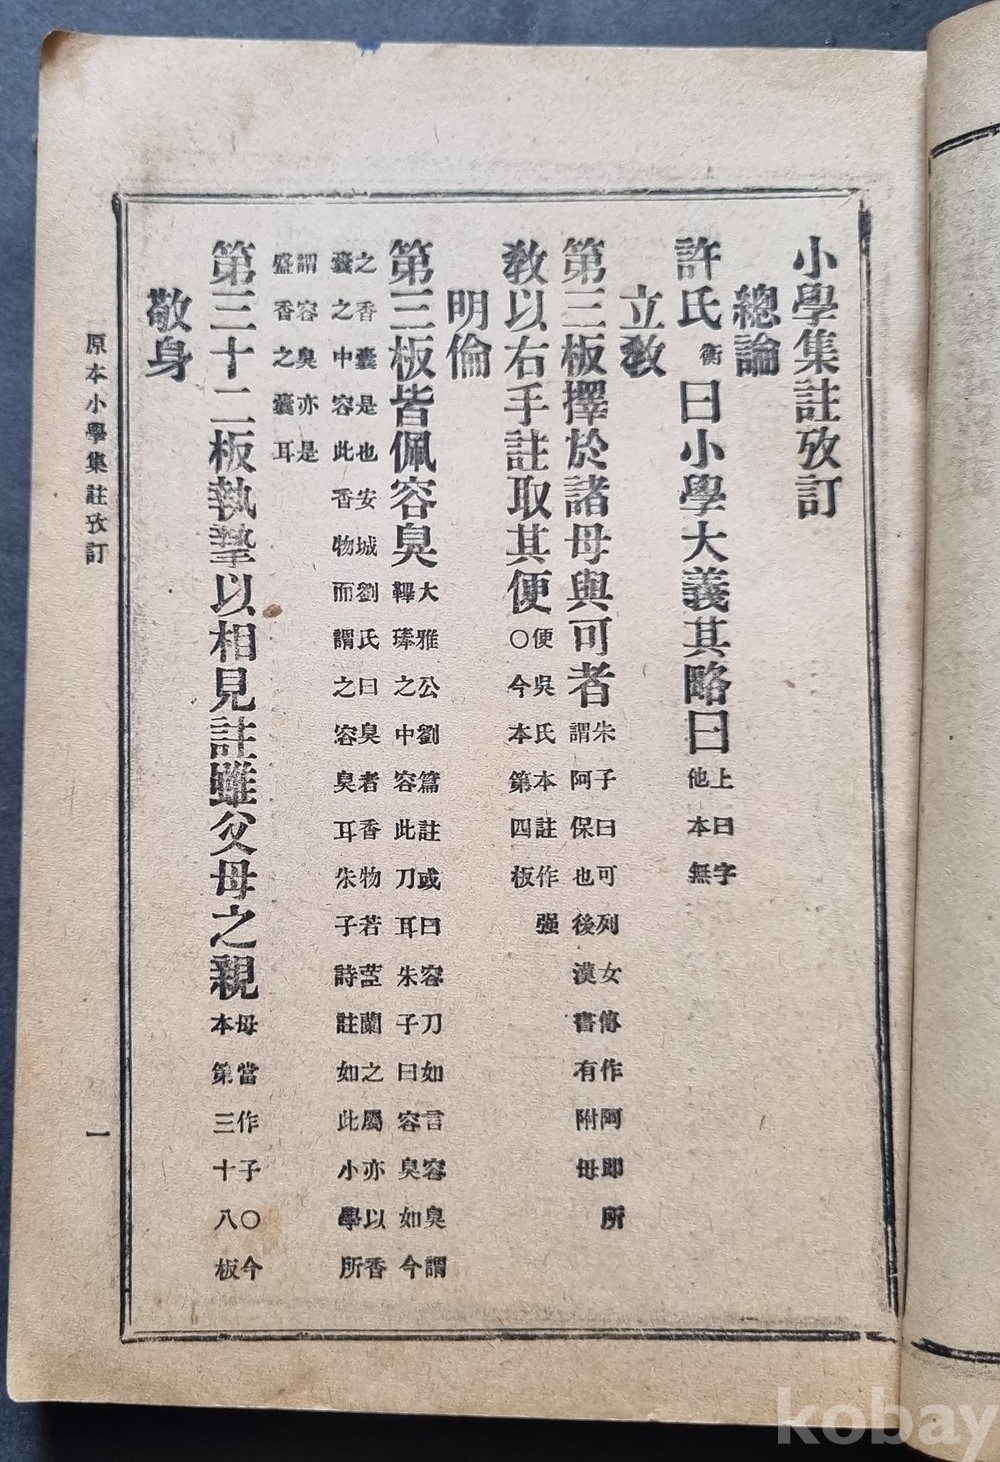 小學集註攷訂
總論
許氏衡曰小學大義其略曰上曰字他本無
立敎
第三板擇於諸母與可者朱子曰可列女傳作阿卽所謂阿保也後漢書有附母
敎以右手註取其便便吳氏本註作强○今本第四板
明倫
第三板皆佩容臭大雅公劉篇註或曰容刀如言容臭謂鞸琫之中容此刀耳朱子曰容臭如今
之香囊是也安城劉氏曰臭者香物若茝蘭之屬亦以香囊之中容此香物而謂之容臭耳朱子詩註如此小學所
謂容臭亦是盛香之囊耳
第三十二板執摯以相見註雖父母之親母當作子○今本第三十八板
敬身
原本小學集註攷訂
一
kobay